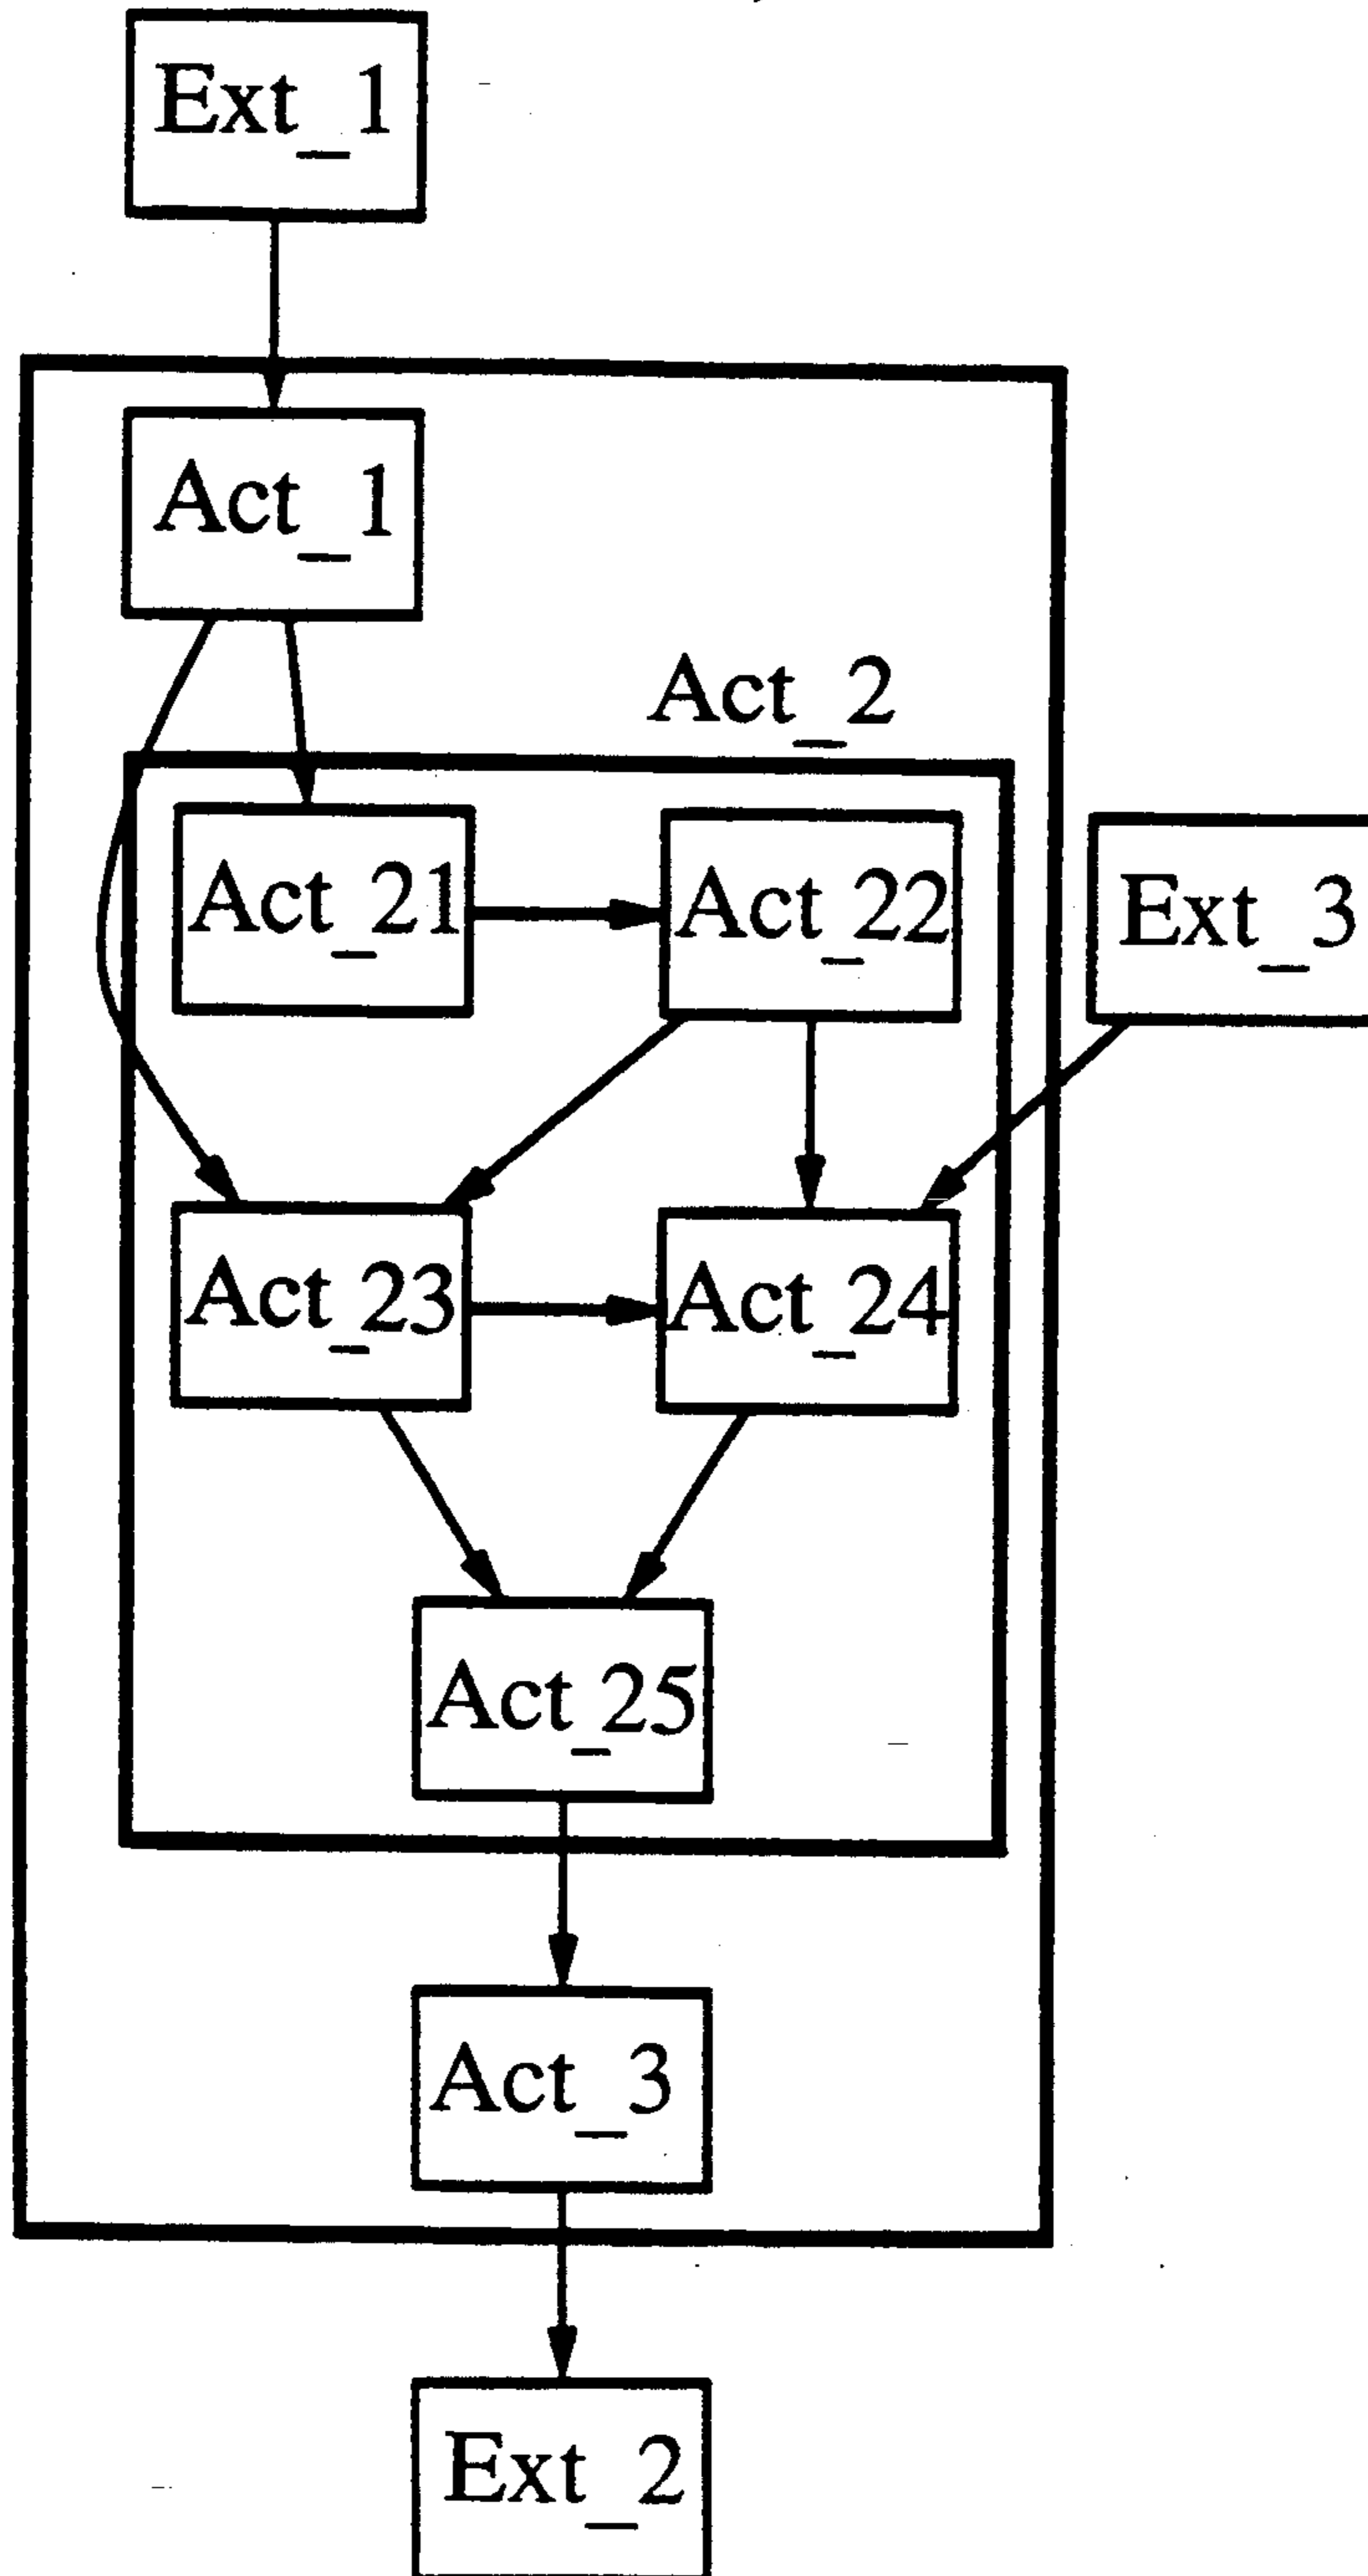 Ext_1
Act_1
Act_2
Act_21
Act_22
Ext_3
Act_23
Act_24
Act_25
Act_3
Ext_2